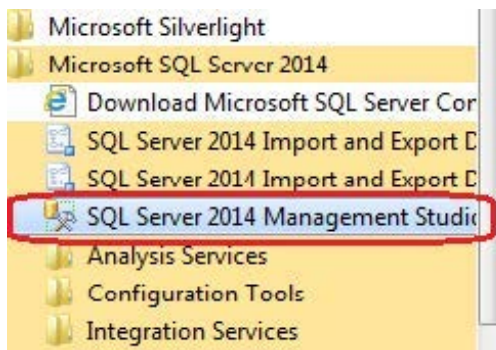 Microsoft Silverlight
Microsoft SQL Server 2014
Download Microsoft SQL Server Cor
SQL Server 2014 Import and Export D
SQL Server 2014 Import and Export D
SQL Server 2014 Management Studio
Analysis Services
Configuration Tools
Integration Services